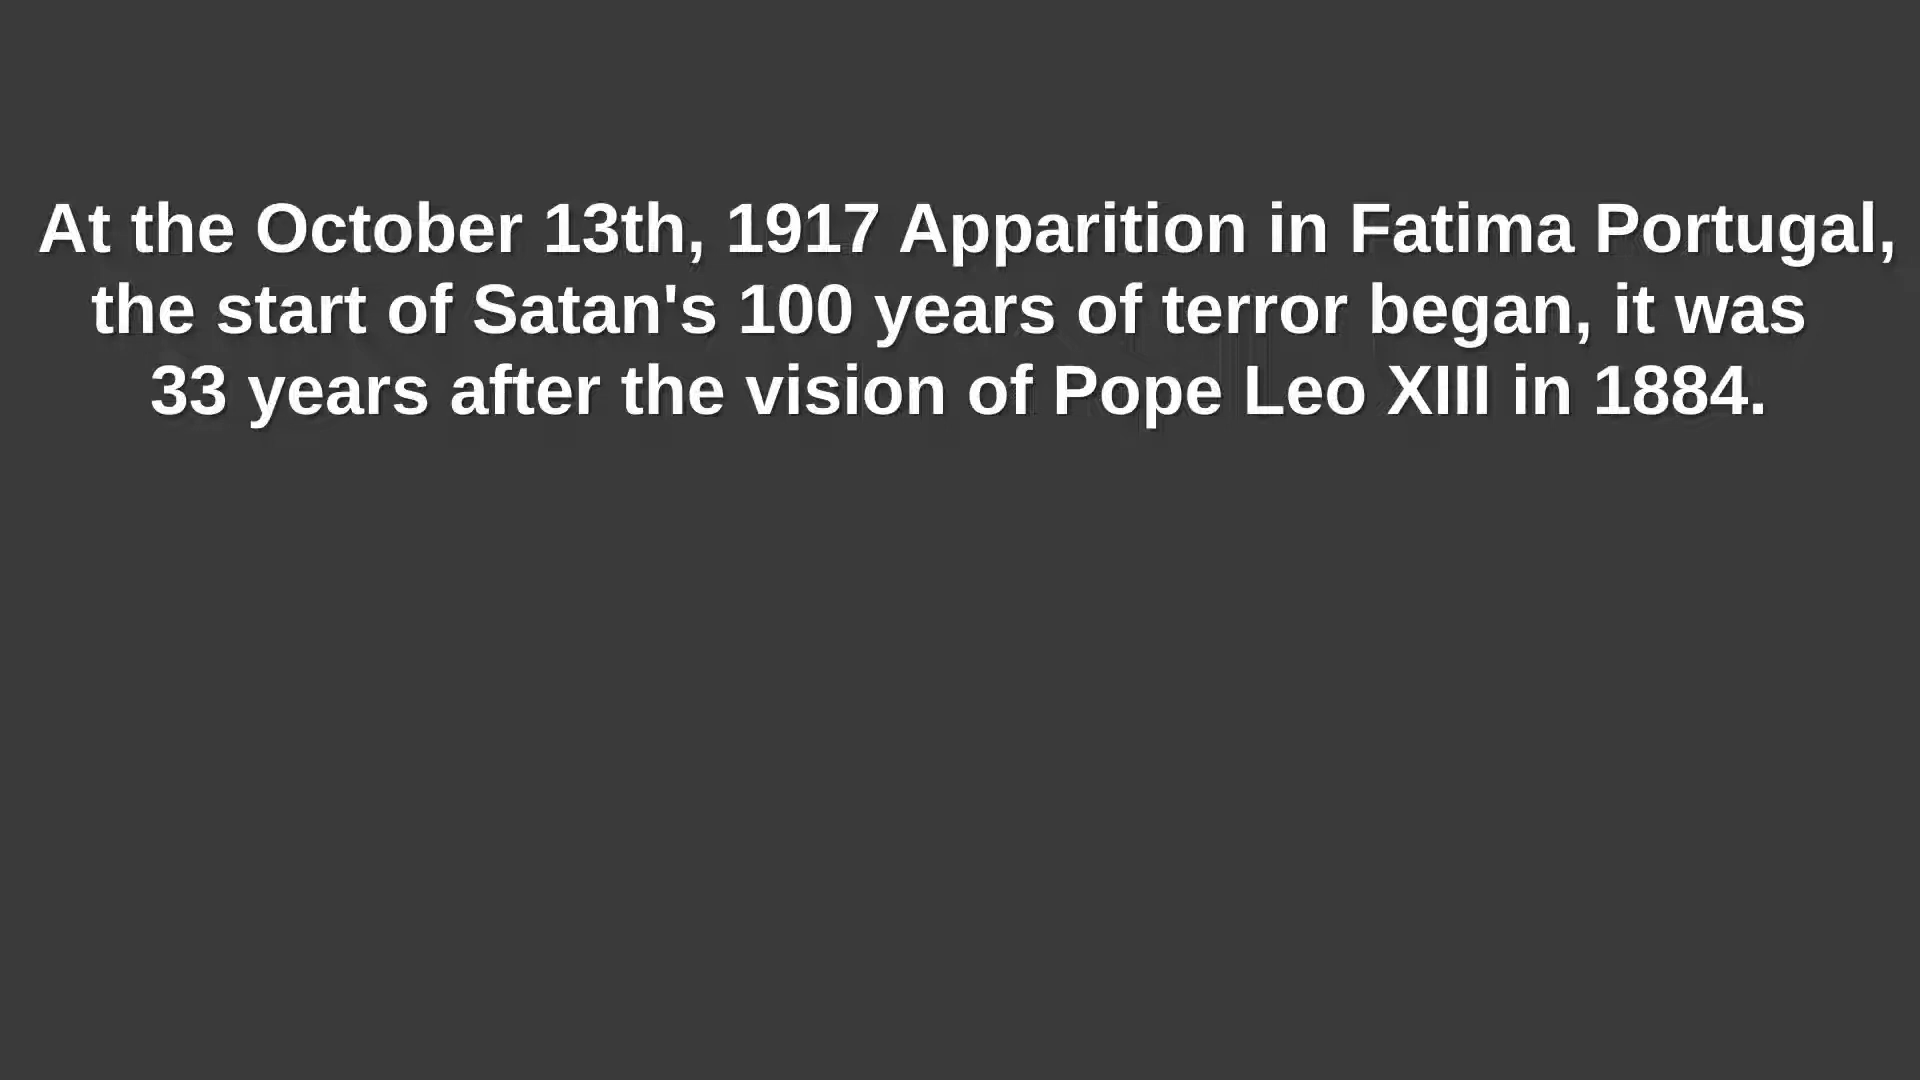 At the October 13th, 1917 Apparition in Fatima Portugal,
the start of Satan's 100 years of terror began, it was
33 years after the vision of Pope Leo XIII in 1884.